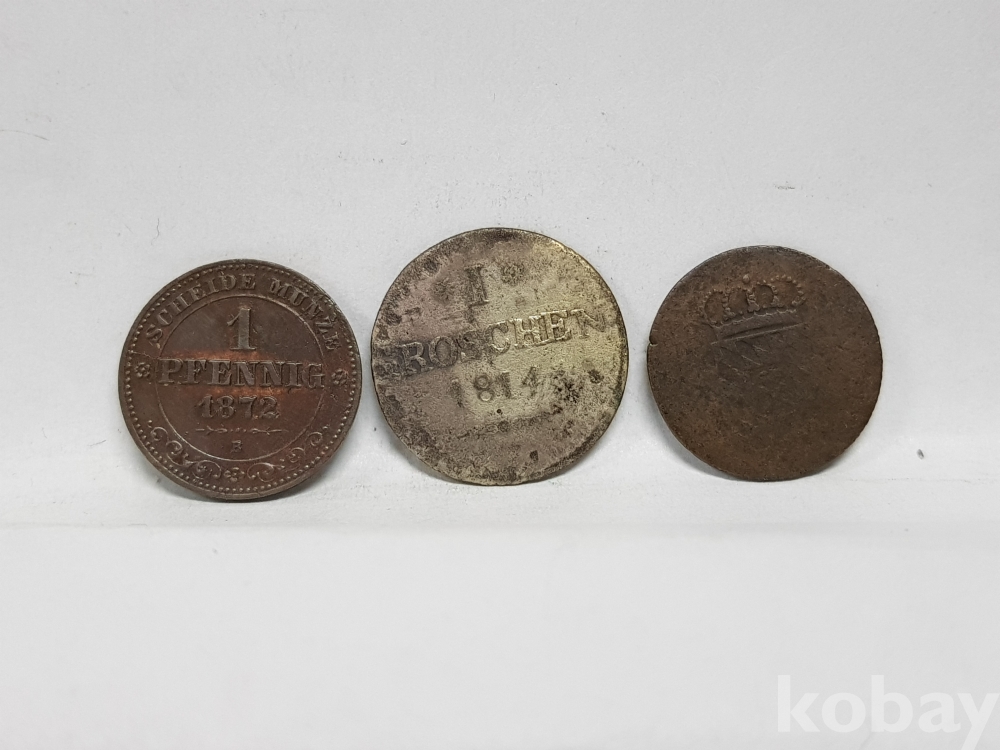 SCHEIDE MÜNZE
1
PFENNIG
1872
B
I
GROSCHEN
1814
kobay